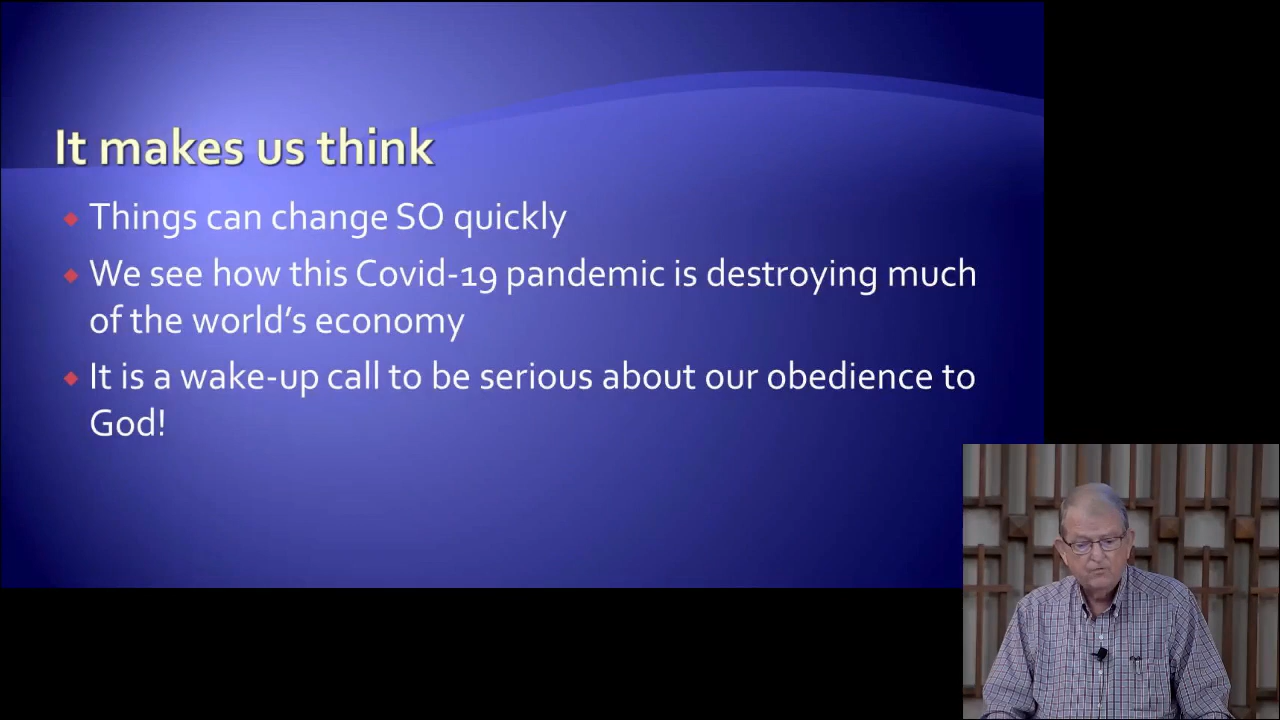 It makes us think
Things can change SO quickly
We see how this Covid-19 pandemic is destroying much
of the world's economy
It is a wake-up call to be serious about our obedience to
God!